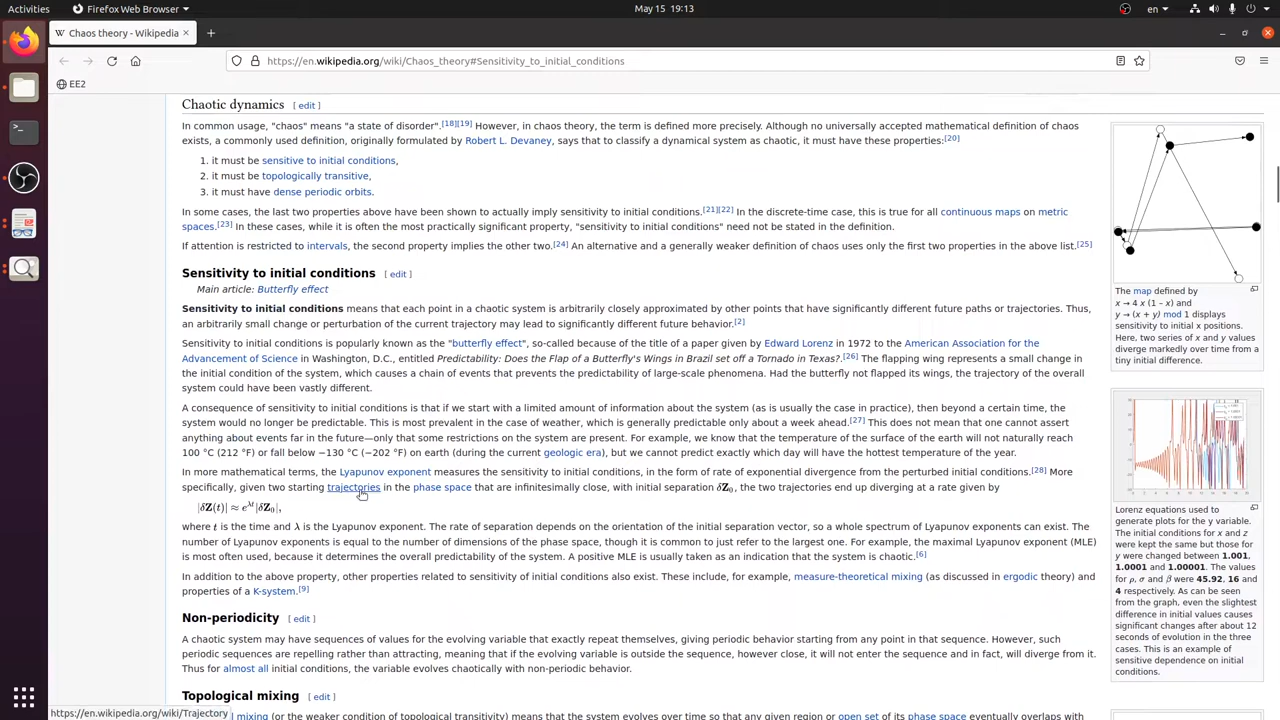 Activities
Firefox Web Browser
May 15 19:13
en
Chaos theory - Wikipedia
https://en.wikipedia.org/wiki/Chaos_theory#Sensitivity_to_initial_conditions
EE2
Chaotic dynamics [ edit ]
In common usage, "chaos" means "a state of disorder".[18][19] However, in chaos theory, the term is defined more precisely. Although no universally accepted mathematical definition of chaos
exists, a commonly used definition, originally formulated by Robert L. Devaney, says that to classify a dynamical system as chaotic, it must have these properties:[20]
1. it must be sensitive to initial conditions,
2. it must be topologically transitive,
3. it must have dense periodic orbits.
In some cases, the last two properties above have been shown to actually imply sensitivity to initial conditions.[21][22] In the discrete-time case, this is true for all continuous maps on metric
spaces.[23] In these cases, while it is often the most practically significant property, "sensitivity to initial conditions" need not be stated in the definition.
If attention is restricted to intervals, the second property implies the other two.[24] An alternative and a generally weaker definition of chaos uses only the first two properties in the above list.[25]
Sensitivity to initial conditions [ edit ]
Main article: Butterfly effect
Sensitivity to initial conditions means that each point in a chaotic system is arbitrarily closely approximated by other points that have significantly different future paths or trajectories. Thus,
an arbitrarily small change or perturbation of the current trajectory may lead to significantly different future behavior.[2]
Sensitivity to initial conditions is popularly known as the "butterfly effect", so-called because of the title of a paper given by Edward Lorenz in 1972 to the American Association for the
Advancement of Science in Washington, D.C., entitled Predictability: Does the Flap of a Butterfly's Wings in Brazil set off a Tornado in Texas?.[26] The flapping wing represents a small change in
the initial condition of the system, which causes a chain of events that prevents the predictability of large-scale phenomena. Had the butterfly not flapped its wings, the trajectory of the overall
system could have been vastly different.
A consequence of sensitivity to initial conditions is that if we start with a limited amount of information about the system (as is usually the case in practice), then beyond a certain time, the
system would no longer be predictable. This is most prevalent in the case of weather, which is generally predictable only about a week ahead.[27] This does not mean that one cannot assert
anything about events far in the future—only that some restrictions on the system are present. For example, we know that the temperature of the surface of the earth will not naturally reach
100 °C (212 °F) or fall below −130 °C (−202 °F) on earth (during the current geologic era), but we cannot predict exactly which day will have the hottest temperature of the year.
In more mathematical terms, the Lyapunov exponent measures the sensitivity to initial conditions, in the form of rate of exponential divergence from the perturbed initial conditions.[28] More
specifically, given two starting trajectories in the phase space that are infinitesimally close, with initial separation δZ₀, the two trajectories end up diverging at a rate given by
|δZ(t)| ≈ e^λt |δZ₀|,
where t is the time and λ is the Lyapunov exponent. The rate of separation depends on the orientation of the initial separation vector, so a whole spectrum of Lyapunov exponents can exist. The
number of Lyapunov exponents is equal to the number of dimensions of the phase space, though it is common to just refer to the largest one. For example, the maximal Lyapunov exponent (MLE)
is most often used, because it determines the overall predictability of the system. A positive MLE is usually taken as an indication that the system is chaotic.[6]
In addition to the above property, other properties related to sensitivity of initial conditions also exist. These include, for example, measure-theoretical mixing (as discussed in ergodic theory) and
properties of a K-system.[9]
Non-periodicity [ edit ]
A chaotic system may have sequences of values for the evolving variable that exactly repeat themselves, giving periodic behavior starting from any point in that sequence. However, such
periodic sequences are repelling rather than attracting, meaning that if the evolving variable is outside the sequence, however close, it will not enter the sequence and in fact, will diverge from it.
Thus for almost all initial conditions, the variable evolves chaotically with non-periodic behavior.
Topological mixing [ edit ]
mixing (or the weaker condition of topological transitivity) means that the system evolves over time so that any given region or open set of its phase space eventually overlaps with
https://en.wikipedia.org/wiki/Trajectory
The map defined by
x → 4 x (1 – x) and
y → (x + y) mod 1 displays
sensitivity to initial x positions.
Here, two series of x and y values
diverge markedly over time from a
tiny initial difference.
Lorenz equations used to
generate plots for the y variable.
The initial conditions for x and
z were kept the same but those for
y were changed between 1.001,
1.0001 and 1.00001. The values
for ρ, σ and β were 45.92, 16 and
4 respectively. As can be seen
from the graph, even the slightest
difference in initial values causes
significant changes after about 12
seconds of evolution in the three
cases. This is an example of
sensitive dependence on initial
conditions.